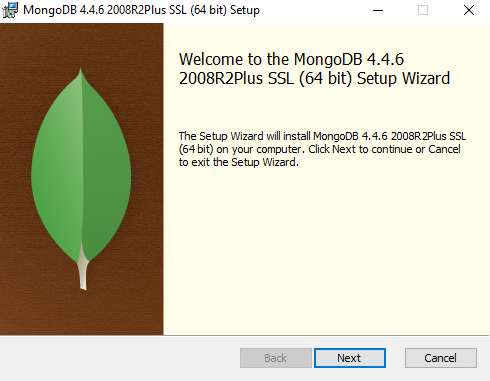 MongoDB 4.4.6 2008R2Plus SSL (64 bit) Setup
Welcome to the MongoDB 4.4.6
2008R2Plus SSL (64 bit) Setup Wizard
The Setup Wizard will install MongoDB 4.4.6 2008R2Plus SSL
(64 bit) on your computer. Click Next to continue or Cancel
to exit the Setup Wizard.
Back
Next
Cancel